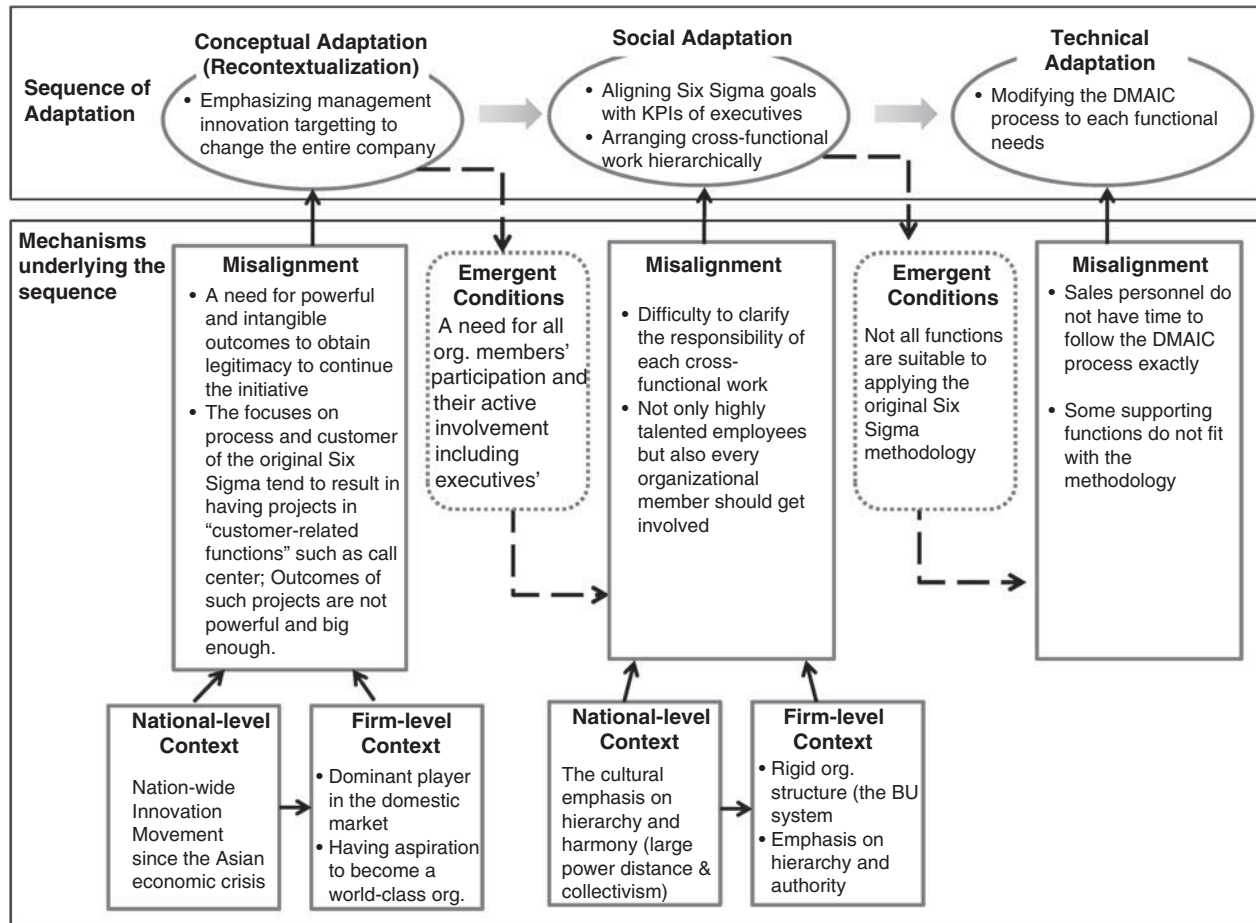 Sequence of
Adaptation
Conceptual Adaptation
(Recontextualization)
• Emphasizing management
innovation targetting to
change the entire company
Social Adaptation
• Aligning Six Sigma goals
with KPIs of executives
• Arranging cross-functional
work hierarchically
Technical
Adaptation
• Modifying the DMAIC
process to each functional
needs
Mechanisms
underlying the
sequence
Misalignment
• A need for powerful
and intangible
outcomes to obtain
legitimacy to continue
the initiative
• The focuses on
process and customer
of the original Six
Sigma tend to result in
having projects in
“customer-related
functions” such as call
center; Outcomes of
such projects are not
powerful and big
enough.
Emergent
Conditions
A need for all
org. members’
participation and
their active
involvement
including
executives’
Misalignment
• Difficulty to clarify
the responsibility of
each cross-
functional work
• Not only highly
talented employees
but also every
organizational
member should get
involved
Emergent
Conditions
Not all functions
are suitable to
applying the
original Six
Sigma
methodology
Misalignment
• Sales personnel do
not have time to
follow the DMAIC
process exactly
• Some supporting
functions do not fit
with the
methodology
National-level
Context
Nation-wide
Innovation
Movement
since the Asian
economic crisis
Firm-level
Context
• Dominant player
in the domestic
market
• Having aspiration
to become a
world-class org.
National-level
Context
The cultural
emphasis on
hierarchy and
harmony (large
power distance &
collectivism)
Firm-level
Context
• Rigid org.
structure (the BU
system
• Emphasis on
hierarchy and
authority